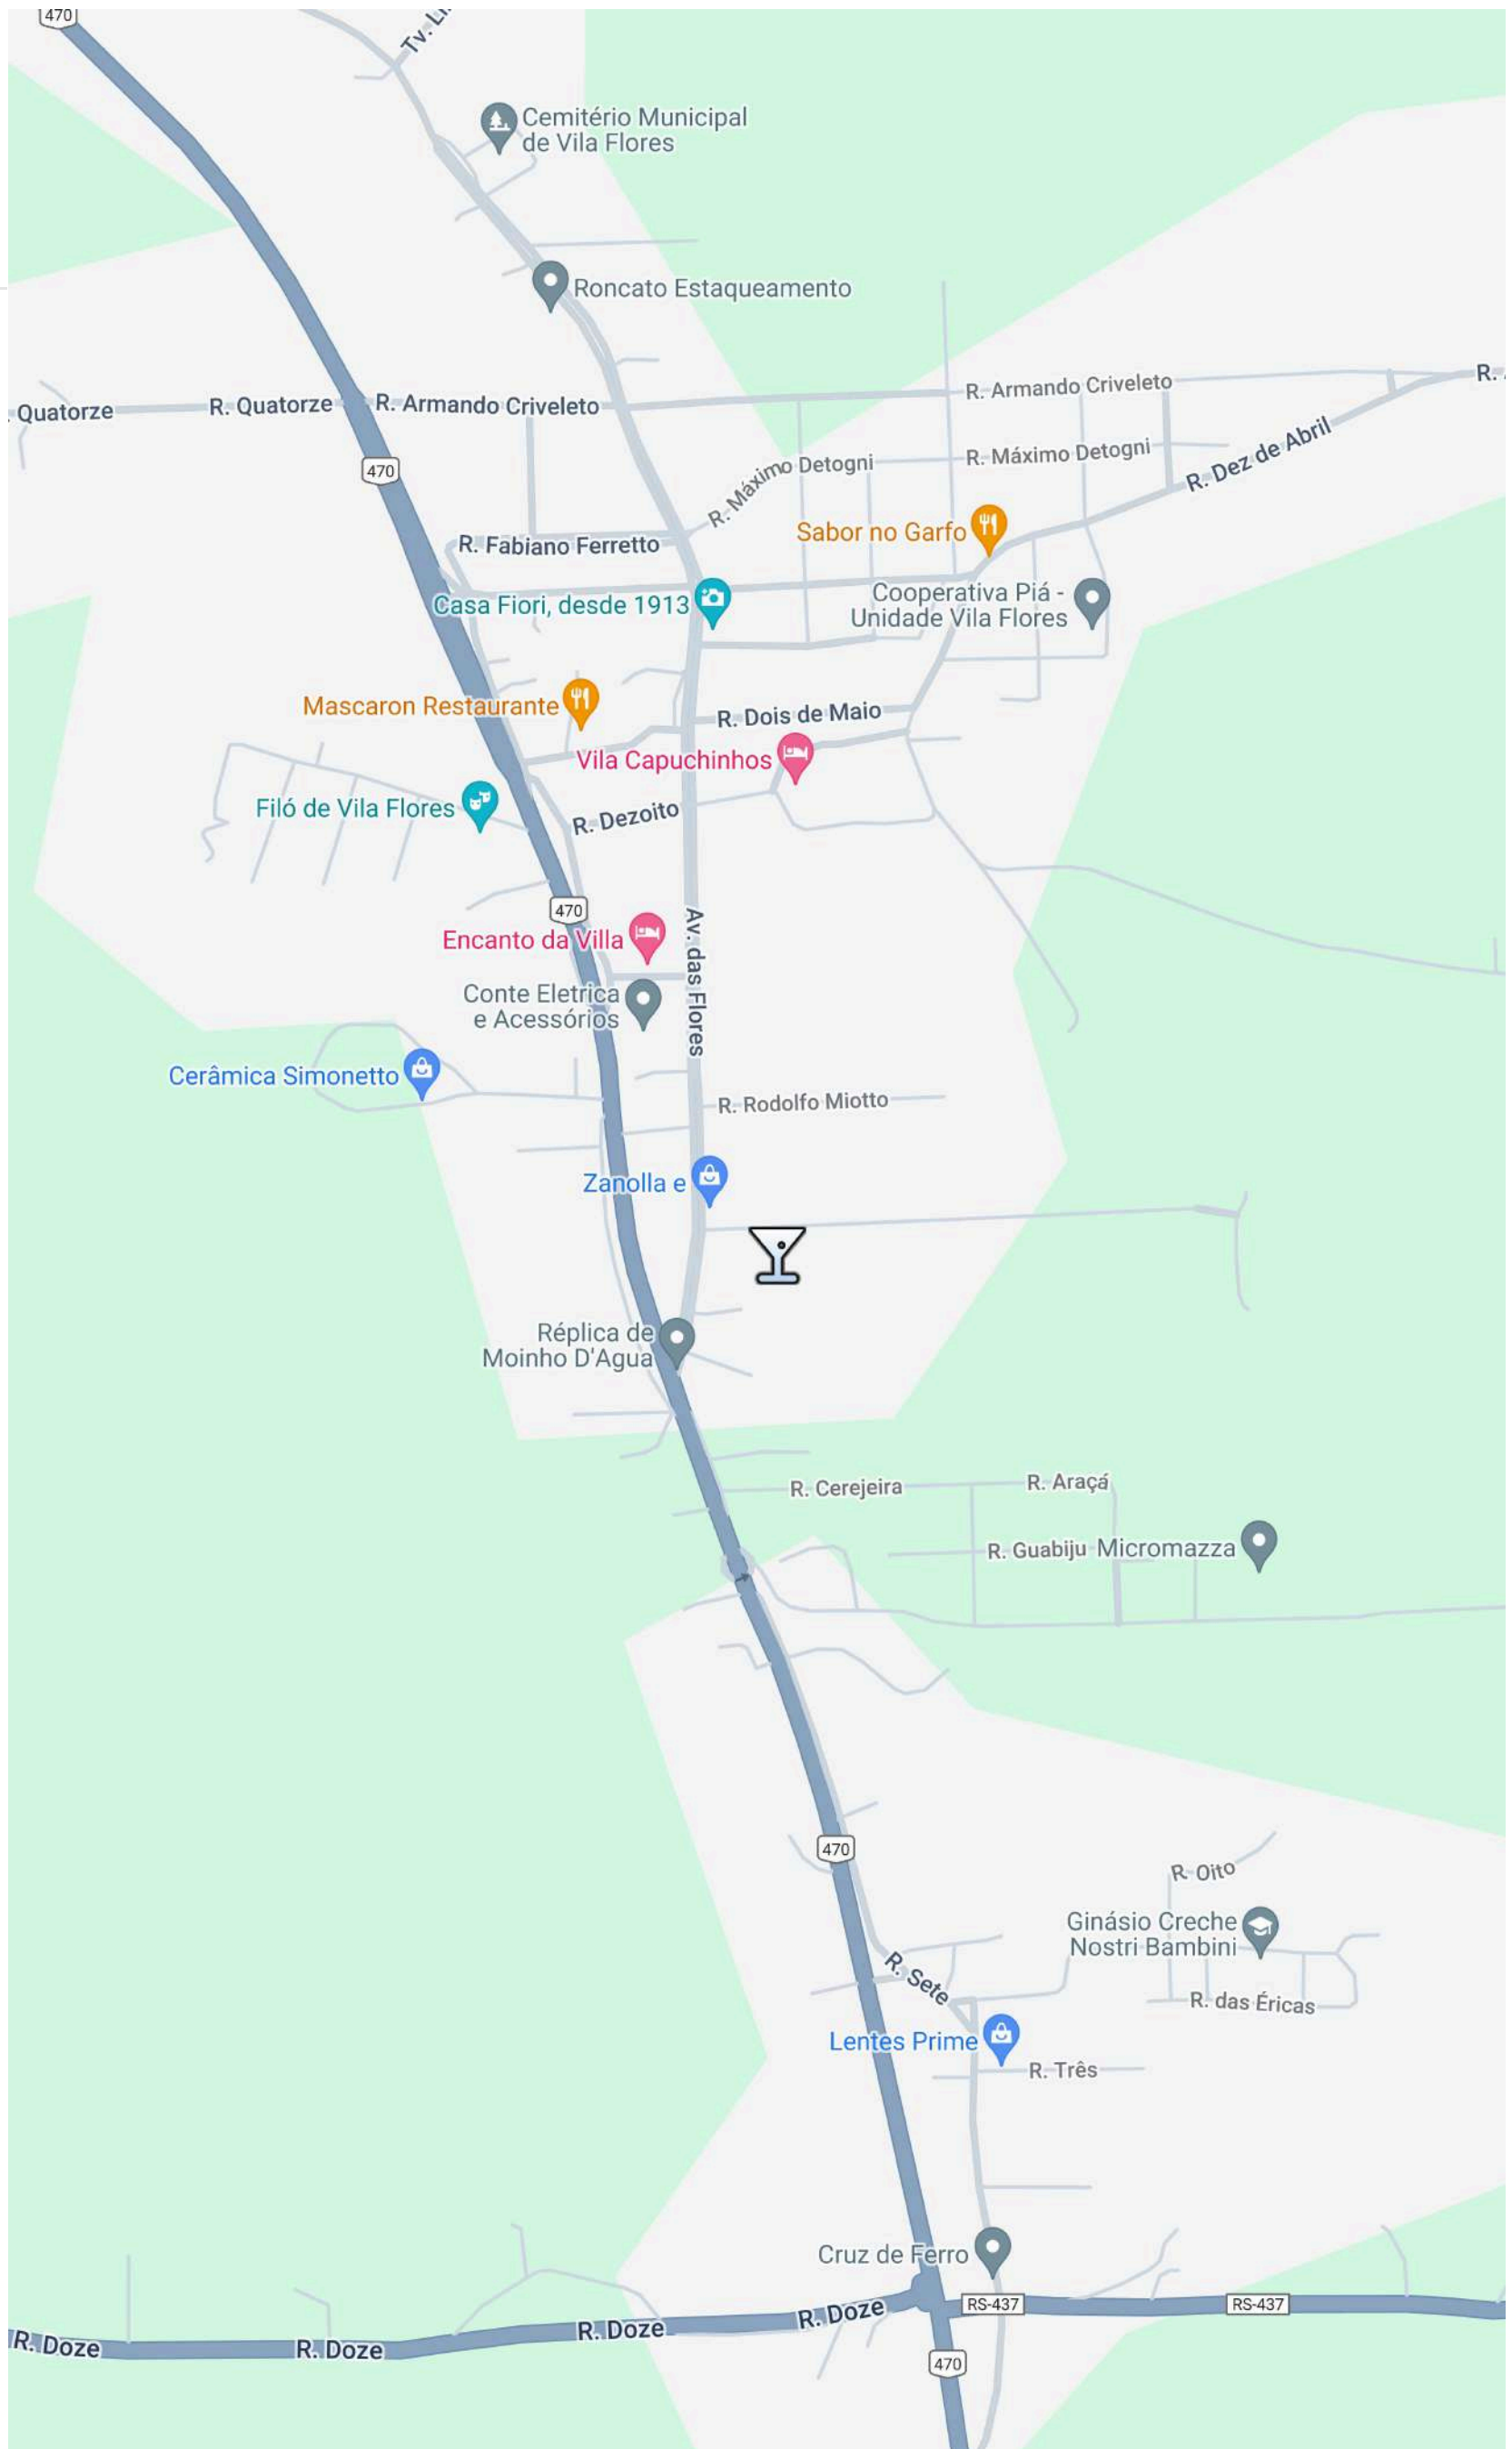 470
Tv. Li
Cemitério Municipal
de Vila Flores
Roncato Estaqueamento
Quatorze
R. Quatorze
R. Armando Criveleto
R. Armando Criveleto
R.
470
R. Máximo Detogni
R. Máximo Detogni
R. Dez de Abril
Sabor no Garfo
R. Fabiano Ferretto
Casa Fiori, desde 1913
Cooperativa Piá -
Unidade Vila Flores
Mascaron Restaurante
R. Dois de Maio
Vila Capuchinhos
Filó de Vila Flores
R. Dezoito
470
Encanto da Villa
Av. das Flores
Conte Eletrica
e Acessórios
Cerâmica Simonetto
R. Rodolfo Miotto
Zanolla e
Réplica de
Moinho D'Agua
R. Cerejeira
R. Araçá
R. Guabiju
Micromazza
470
R. Oito
Ginásio Creche
Nostri Bambini
R. Sete
R. das Éricas
Lentes Prime
R. Três
Cruz de Ferro
RS-437
RS-437
R. Doze
R. Doze
R. Doze
R. Doze
470